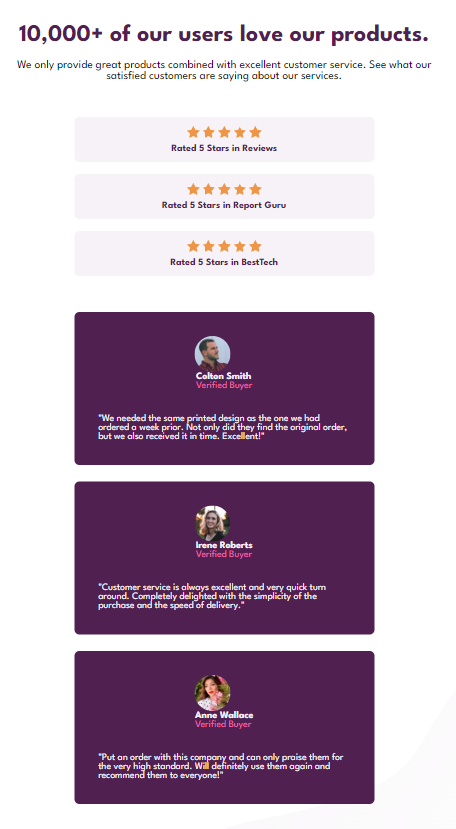 10,000+ of our users love our products.
We only provide great products combined with excellent customer service. See what our
satisfied customers are saying about our services.
Rated 5 Stars in Reviews
Rated 5 Stars in Report Guru
Rated 5 Stars in BestTech
Colton Smith
Verified Buyer
"We needed the same printed design as the one we had
ordered a week prior. Not only did they find the original order,
but we also received it in time. Excellent!"
Irene Roberts
Verified Buyer
"Customer service is always excellent and very quick turn
around. Completely delighted with the simplicity of the
purchase and the speed of delivery."
Anne Wallace
Verified Buyer
"Put an order with this company and can only praise them for
the very high standard. Will definitely use them again and
recommend them to everyone!"